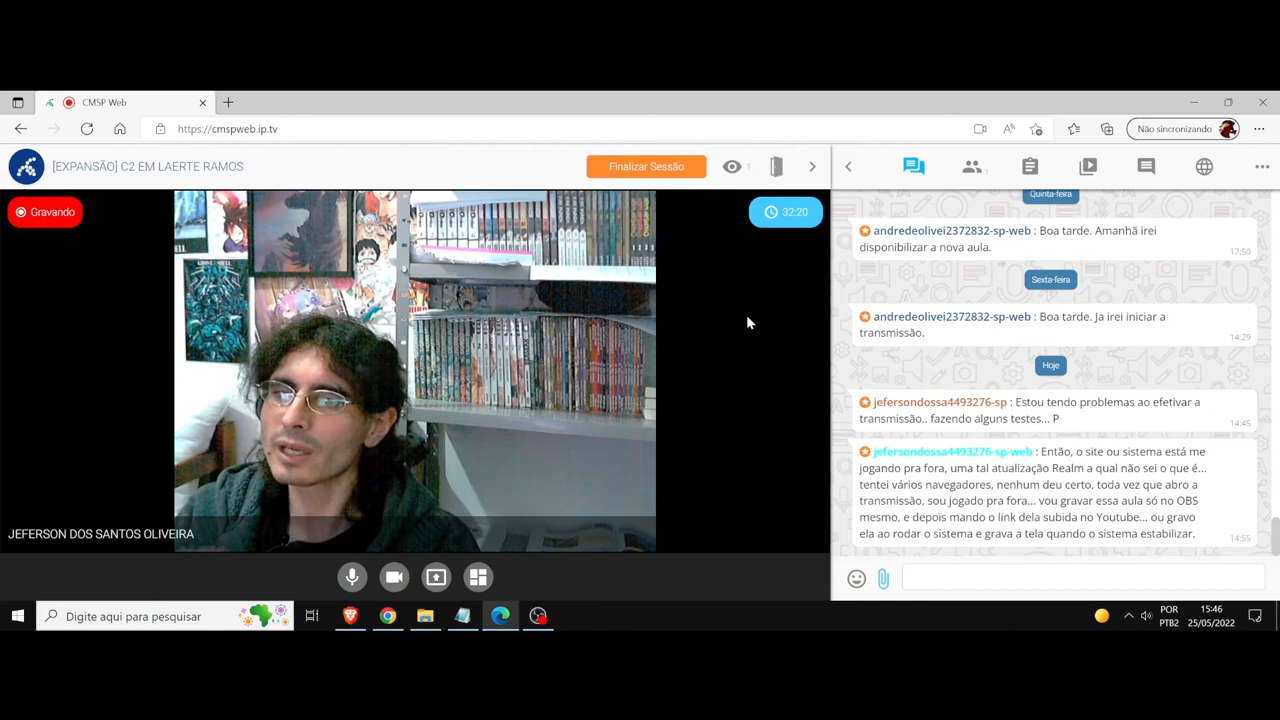 CMSP Web
https://cmspweb.ip.tv
Não sincronizando
[EXPANSÃO] C2 EM LAERTE RAMOS
Finalizar Sessão
1
1
Gravando
32:20
JEFERSON DOS SANTOS OLIVEIRA
Quinta-feira
andredeolivei2372832-sp-web : Boa tarde. Amanhã irei
disponibilizar a nova aula.
17:50
Sexta-feira
andredeolivei2372832-sp-web : Boa tarde. Ja irei iniciar a
transmissão.
14:29
Hoje
jefersondossa4493276-sp : Estou tendo problemas ao efetivar a
transmissão.. fazendo alguns testes... P
14:45
jefersondossa4493276-sp-web : Então, o site ou sistema está me
jogando pra fora, uma tal atualização Realm a qual não sei o que é...
tentei vários navegadores, nenhum deu certo, toda vez que abro a
transmissão, sou jogado pra fora... vou gravar essa aula só no OBS
mesmo, e depois mando o link dela subida no Youtube... ou gravo
ela ao rodar o sistema e grava a tela quando o sistema estabilizar.
14:55
Digite aqui para pesquisar
POR
PTB2
15:46
25/05/2022